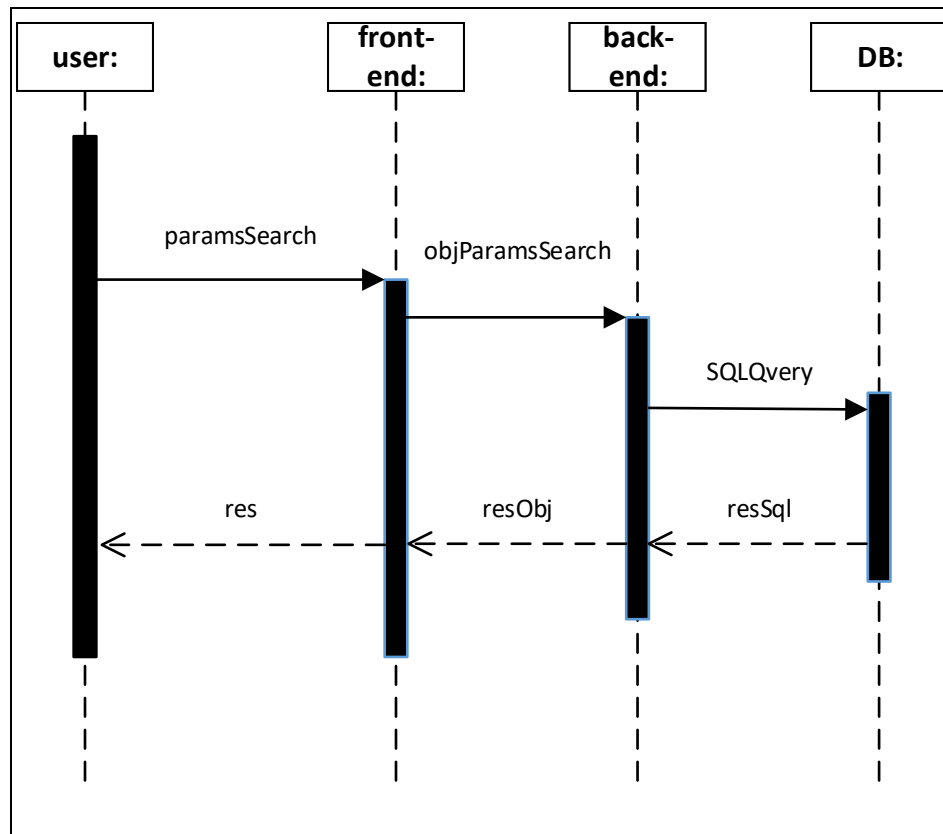 user:
front-
end:
back-
end:
DB:
paramsSearch
objParamsSearch
SQLQvery
res
resObj
resSql